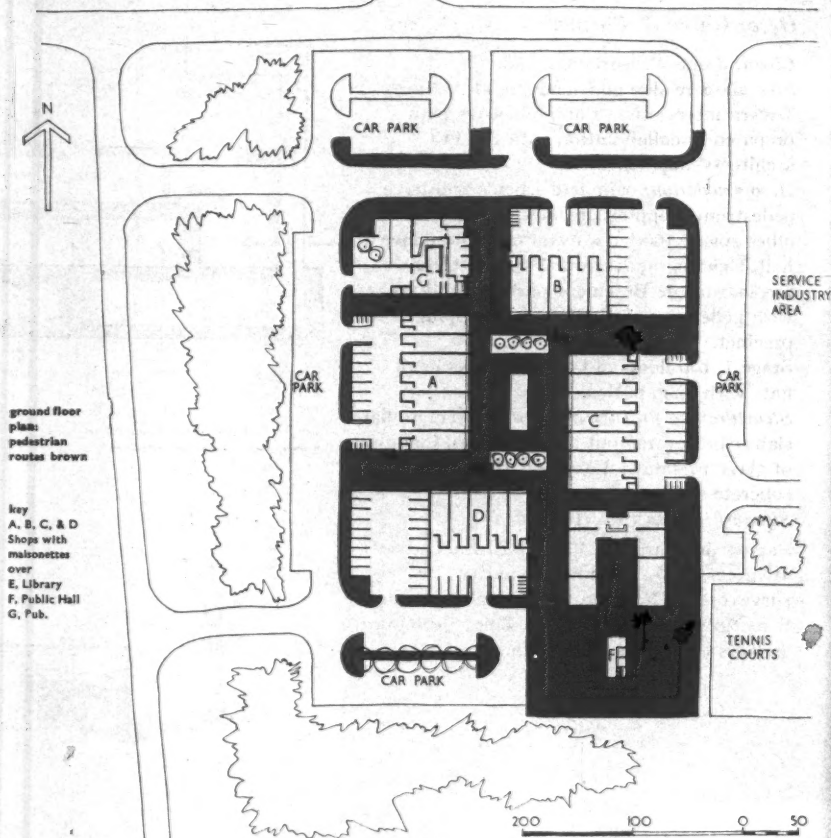 N
CAR PARK
CAR PARK
G
B
SERVICE
INDUSTRY
AREA
CAR
PARK
A
C
CAR
PARK
ground floor
plan:
pedestrian
routes brown
D
key
A, B, C, & D
Shops with
maisonettes
over
E, Library
F, Public Hall
G, Pub.
F
TENNIS
COURTS
CAR PARK
200
100
0
50